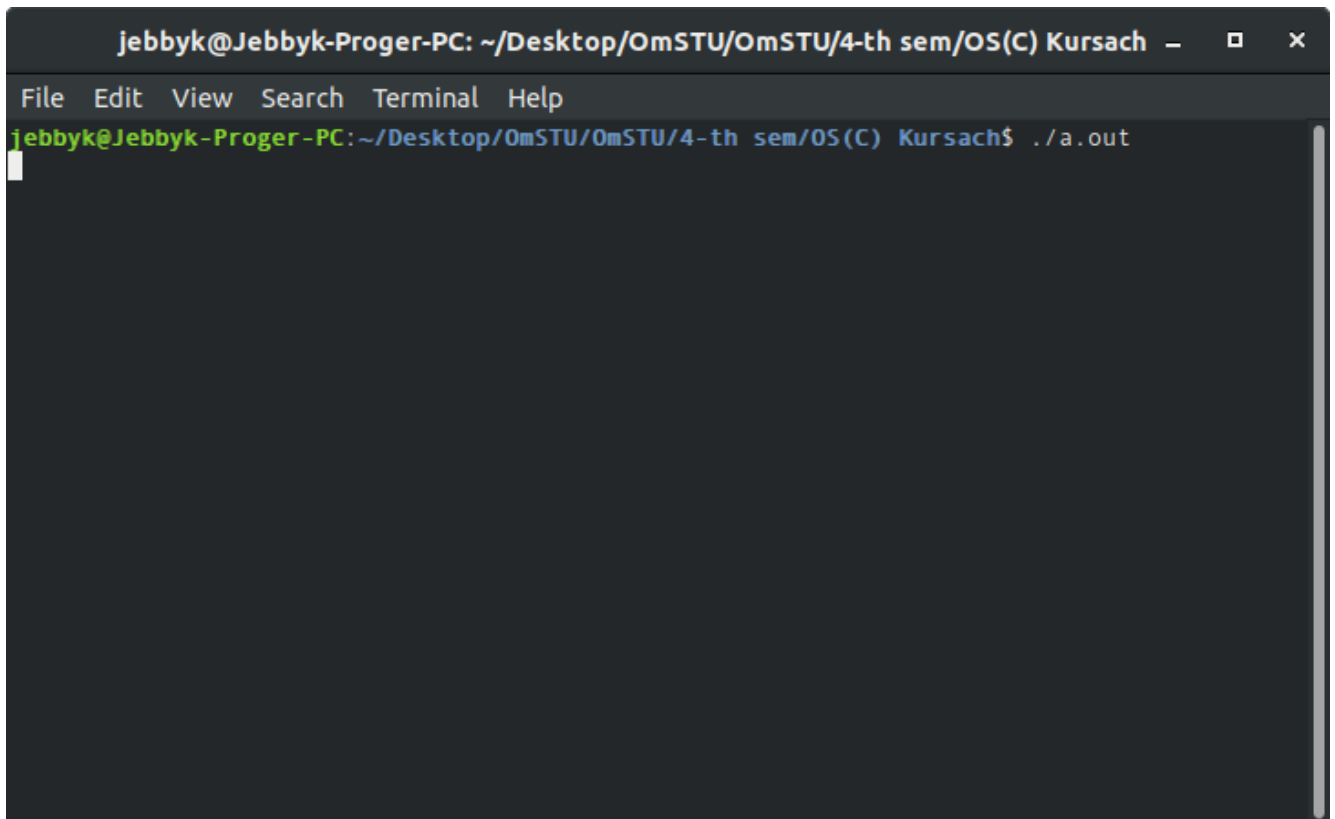 jebbyk@Jebbyk-Proger-PC: ~/Desktop/OmSTU/OmSTU/4-th sem/OS(C) Kursach
File Edit View Search Terminal Help
jebbyk@Jebbyk-Proger-PC:~/Desktop/OmSTU/OmSTU/4-th sem/OS(C) Kursach$ ./a.out